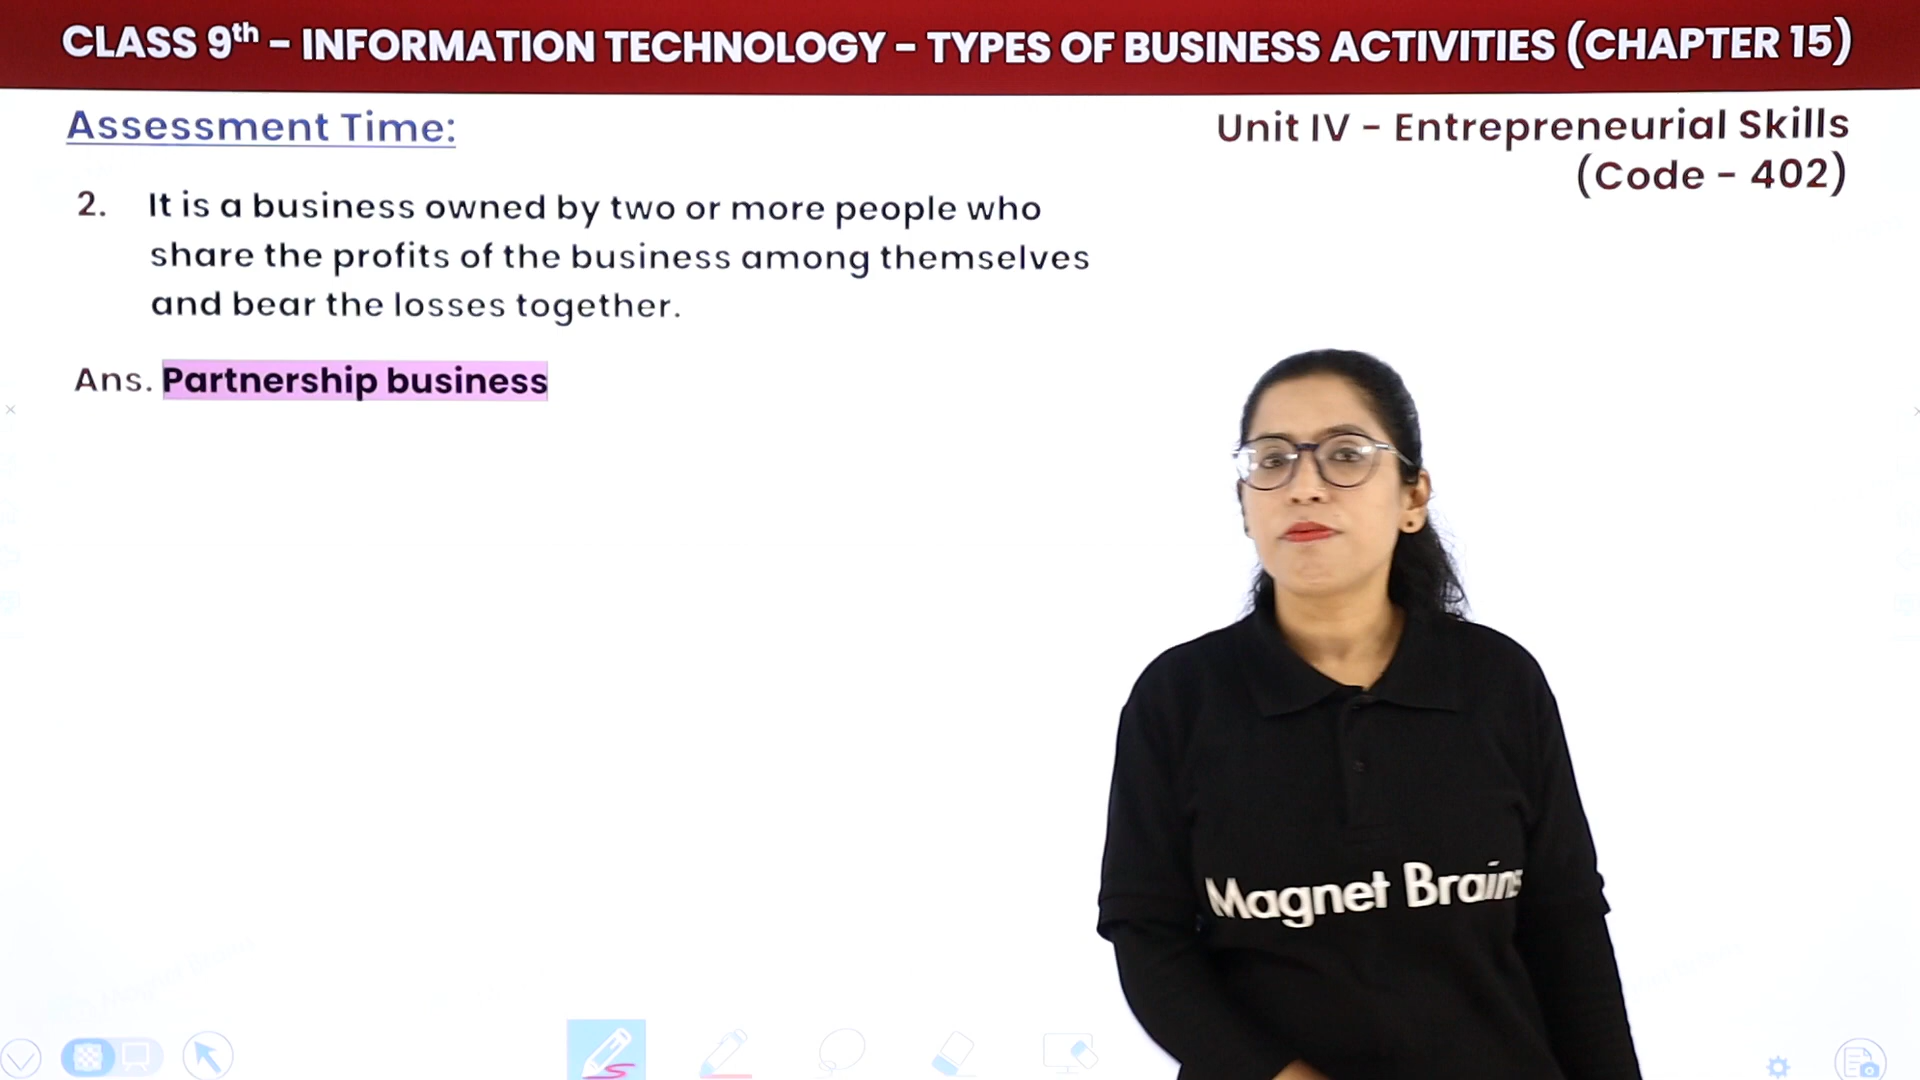 CLASS 9th – INFORMATION TECHNOLOGY – TYPES OF BUSINESS ACTIVITIES (CHAPTER 15)
Assessment Time:
Unit IV – Entrepreneurial Skills
(Code – 402)
2. It is a business owned by two or more people who
share the profits of the business among themselves
and bear the losses together.
Ans. Partnership business
Magnet Brains